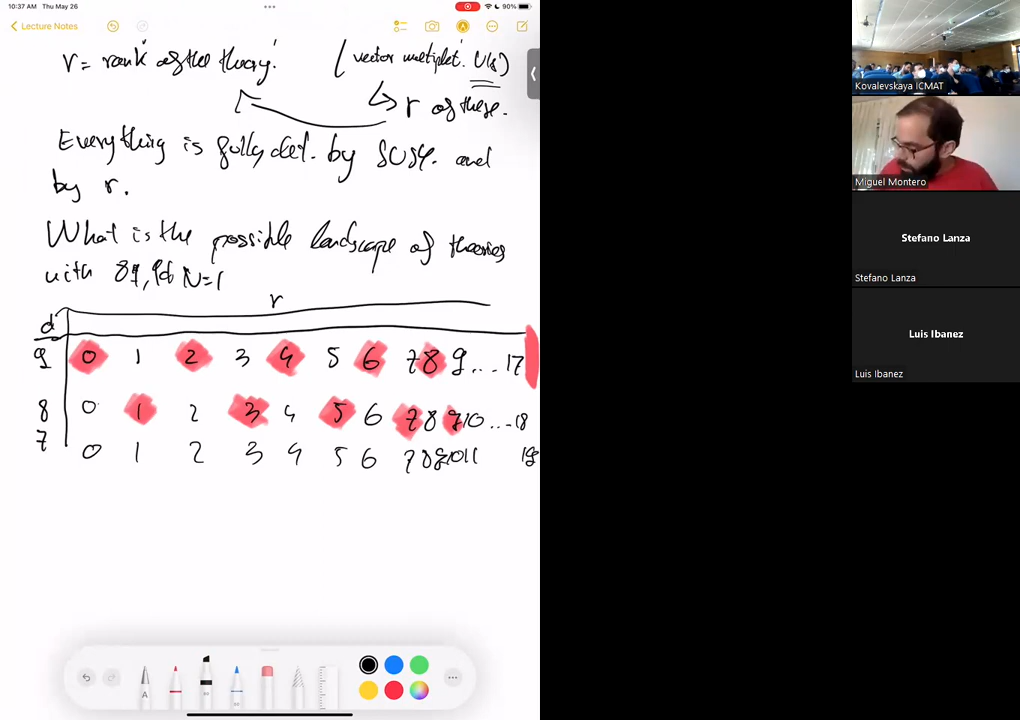 10:37 AM Thu May 26
90%
Lecture Notes
r = rank of the theory. (vector multiplet. U(1))
r of these.
Everything is fully det. by SUSY. and
by r.
What is the possible landscape of theories
with 8d, 9d N=1
r
d
9 0 1 2 3 4 5 6 7 8 9 ... 17
8 0 1 2 3 4 5 6 7 8 9 10 ... 18
7 0 1 2 3 4 5 6 7 8 9 10 11 19
A
Kovalevskaya ICMAT
Miguel Montero
Stefano Lanza
Stefano Lanza
Luis Ibanez
Luis Ibanez